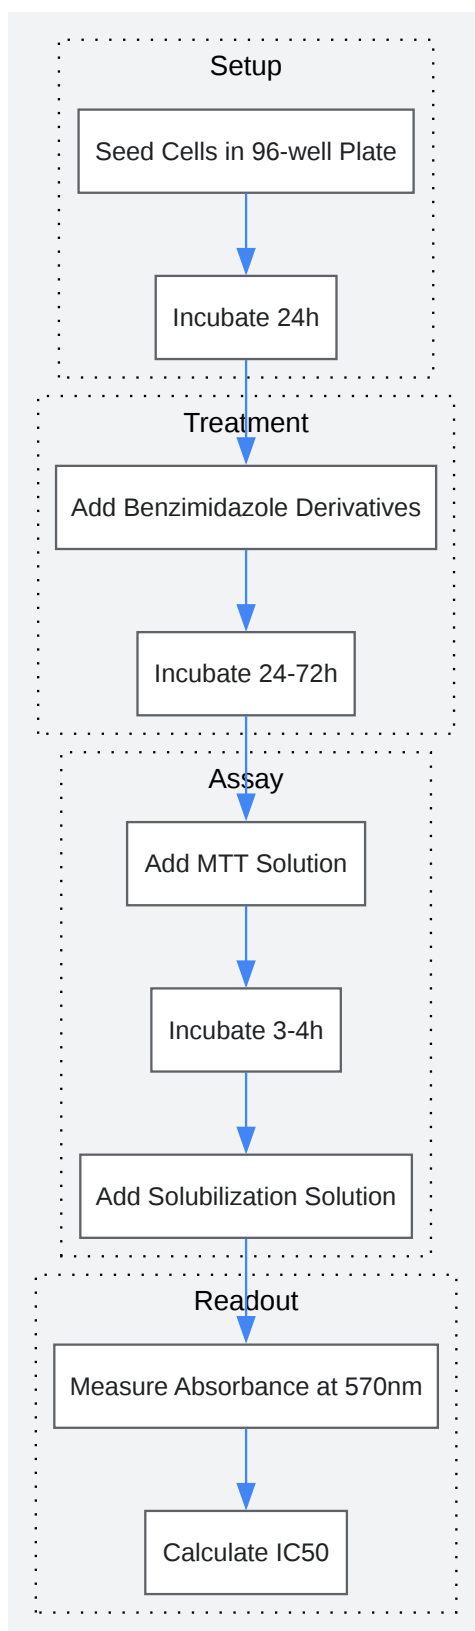 Setup
Seed Cells in 96-well Plate
Incubate 24h
Treatment
Add Benzimidazole Derivatives
Incubate 24-72h
Assay
Add MTT Solution
Incubate 3-4h
Add Solubilization Solution
Readout
Measure Absorbance at 570nm
Calculate IC50